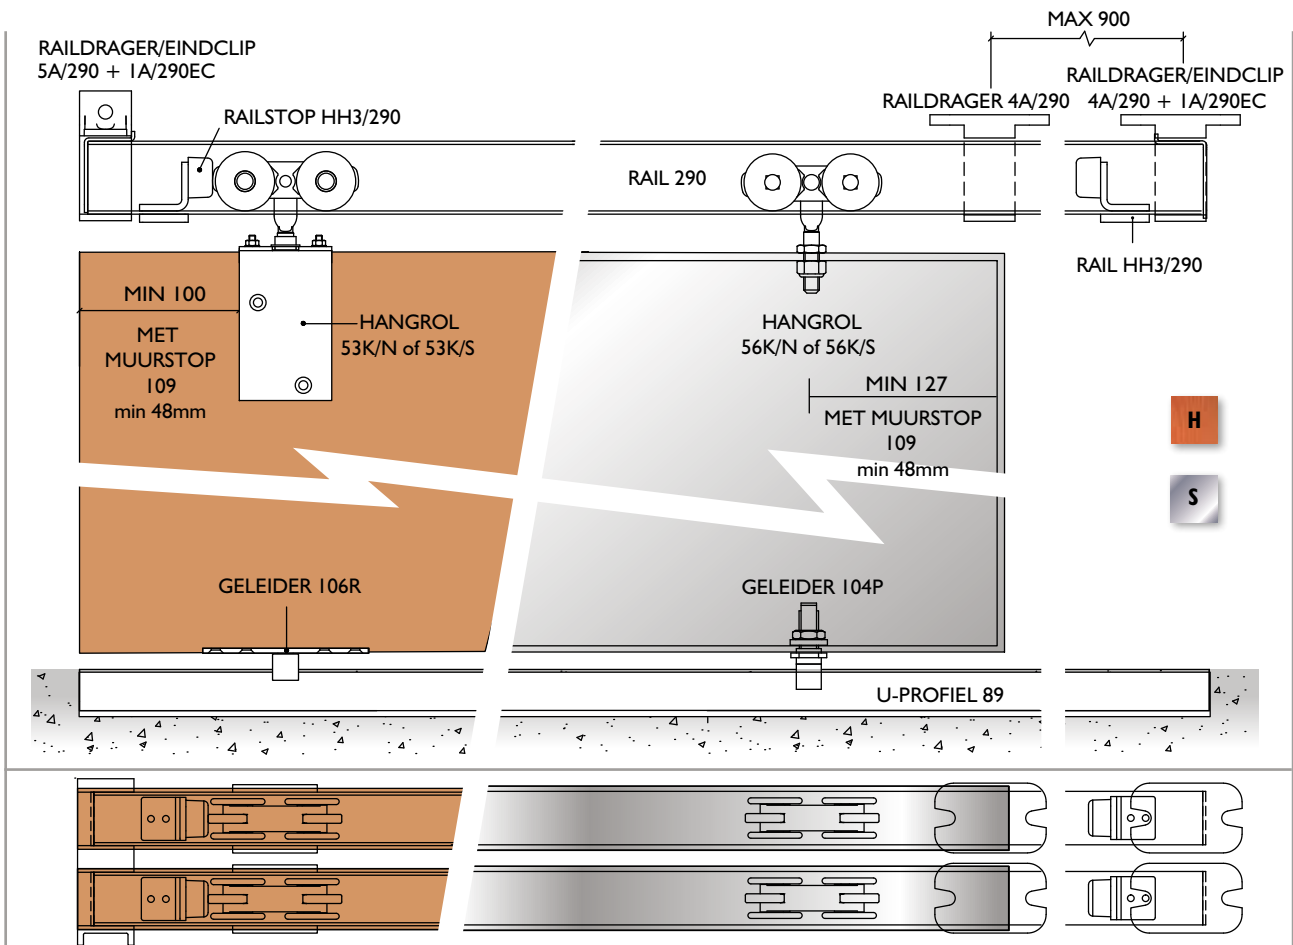 MAX 900
RAILDRAGER/EINDCLIP
5A/290 + 1A/290EC
RAILDRAGER/EINDCLIP
RAILDRAGER 4A/290
4A/290 + 1A/290EC
RAILSTOP HH3/290
RAIL 290
RAIL HH3/290
MIN 100
MET
MUURSTOP
109
min 48mm
HANGROL
53K/N of 53K/S
HANGROL
56K/N of 56K/S
MIN 127
MET MUURSTOP
109
min 48mm
H
S
GELEIDER 106R
GELEIDER 104P
U-PROFIEL 89